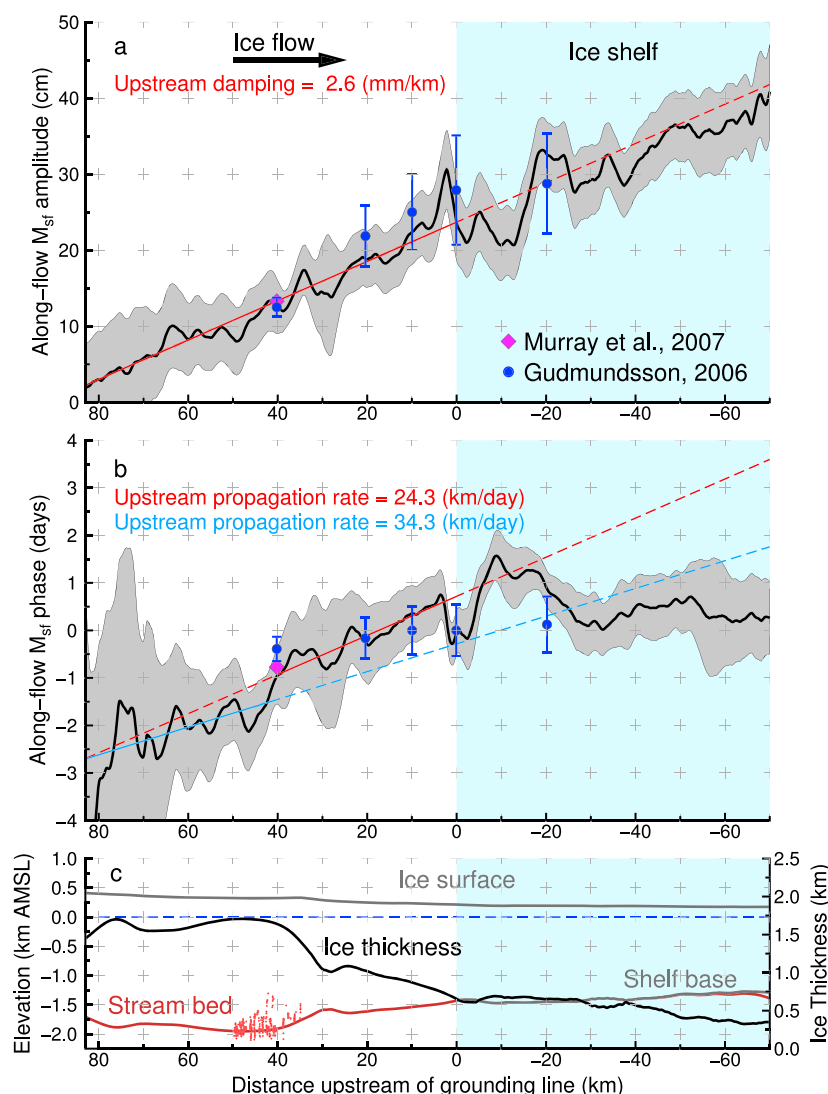 a
Ice flow
Ice shelf
Upstream damping = 2.6 (mm/km)
Along−flow Msf amplitude (cm)
50
40
30
20
10
0
Murray et al., 2007
Gudmundsson, 2006
80 60 40 20 0 −20 −40 −60
b
Upstream propagation rate = 24.3 (km/day)
Upstream propagation rate = 34.3 (km/day)
Along−flow Msf phase (days)
4
3
2
1
0
−1
−2
−3
−4
80 60 40 20 0 −20 −40 −60
c
Elevation (km AMSL)
1.0
0.5
0.0
−0.5
−1.0
−1.5
−2.0
Ice surface
Ice thickness
Stream bed
Shelf base
2.5
2.0
1.5
1.0
0.5
0.0
Ice Thickness (km)
80 60 40 20 0 −20 −40 −60
Distance upstream of grounding line (km)